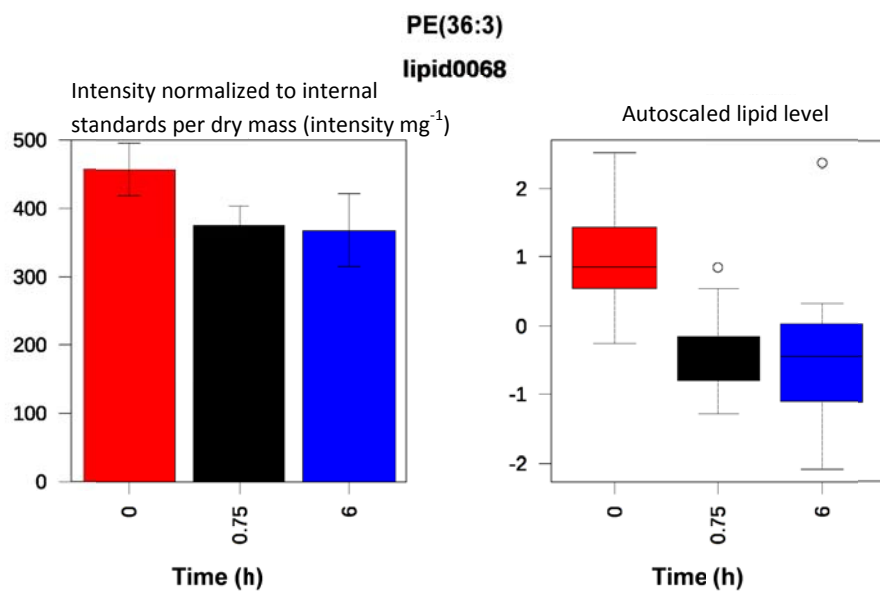 PE(36:3)
lipid0068
Intensity normalized to internal
standards per dry mass (intensity mg⁻¹)
500
400
300
200
100
0
0
0.75
6
Time (h)
Autoscaled lipid level
2
1
0
-1
-2
0
0.75
6
Time (h)